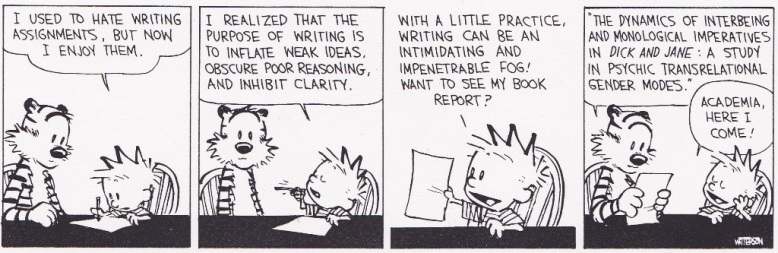 I USED TO HATE WRITING
ASSIGNMENTS, BUT NOW
I ENJOY THEM.
I REALIZED THAT THE
PURPOSE OF WRITING IS
TO INFLATE WEAK IDEAS,
OBSCURE POOR REASONING,
AND INHIBIT CLARITY.
WITH A LITTLE PRACTICE,
WRITING CAN BE AN
INTIMIDATING AND
IMPENETRABLE FOG!
WANT TO SEE MY BOOK
REPORT?
"THE DYNAMICS OF INTERBEING
AND MONOLOGICAL IMPERATIVES
IN DICK AND JANE: A STUDY
IN PSYCHIC TRANSRELATIONAL
GENDER MODES."
ACADEMIA,
HERE I
COME!
WATTERSON